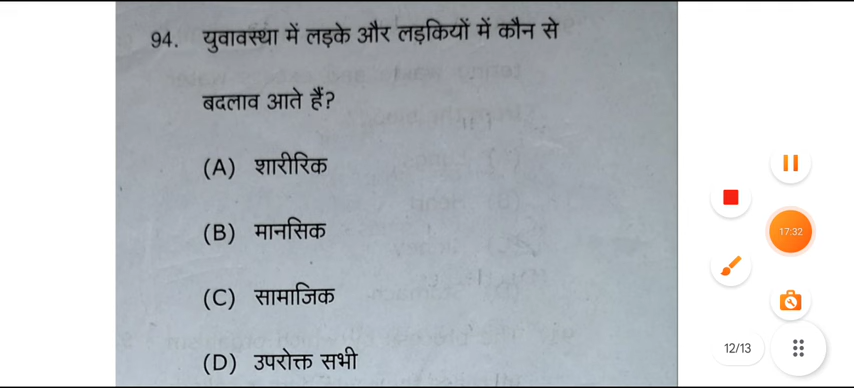 94. युवावस्था में लड़के और लड़कियों में कौन से
बदलाव आते हैं?
(A) शारीरिक
(B) मानसिक
(C) सामाजिक
(D) उपरोक्त सभी
17:32
12/13